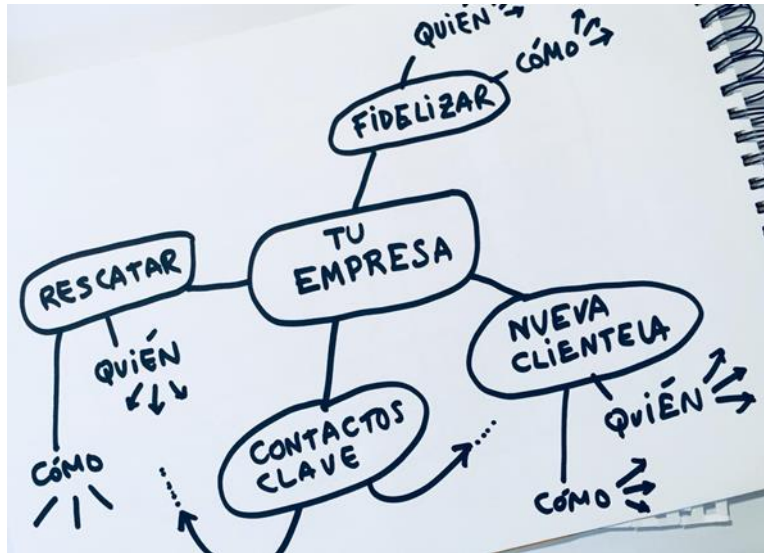 QUIÉN
CÓMO
FIDELIZAR
TU
EMPRESA
RESCATAR
QUIÉN
CÓMO
NUEVA
CLIENTELA
QUIÉN
CÓMO
CONTACTOS
CLAVE